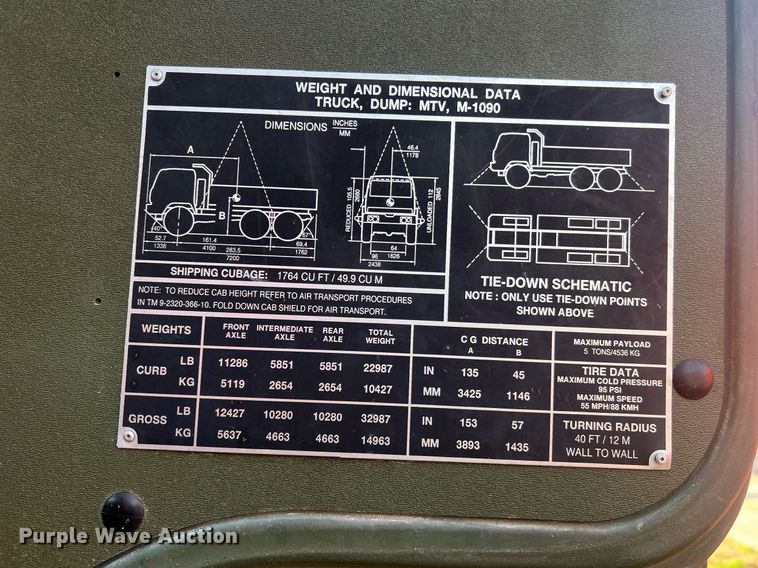 WEIGHT AND DIMENSIONAL DATA
TRUCK, DUMP: MTV, M-1090
DIMENSIONS INCHES
MM
A
B
46.4
1178
REDUCED 105.5
2680
UNLOADED 112
2845
40°
52.7
1338
161.4
4100
283.5
7200
69.4
1762
64
1626
96
2438
SHIPPING CUBAGE: 1764 CU FT / 49.9 CU M
NOTE: TO REDUCE CAB HEIGHT REFER TO AIR TRANSPORT PROCEDURES
IN TM 9-2320-366-10. FOLD DOWN CAB SHIELD FOR AIR TRANSPORT.
TIE-DOWN SCHEMATIC
NOTE : ONLY USE TIE-DOWN POINTS
SHOWN ABOVE
WEIGHTS FRONT AXLE INTERMEDIATE AXLE REAR AXLE TOTAL WEIGHT
CURB LB 11286 5851 5851 22987
KG 5119 2654 2654 10427
GROSS LB 12427 10280 10280 32987
KG 5637 4663 4663 14963
C G DISTANCE
A B
IN 135 45
MM 3425 1146
IN 153 57
MM 3893 1435
MAXIMUM PAYLOAD
5 TONS/4536 KG
TIRE DATA
MAXIMUM COLD PRESSURE
95 PSI
MAXIMUM SPEED
55 MPH/88 KMH
TURNING RADIUS
40 FT / 12 M
WALL TO WALL
Purple Wave Auction